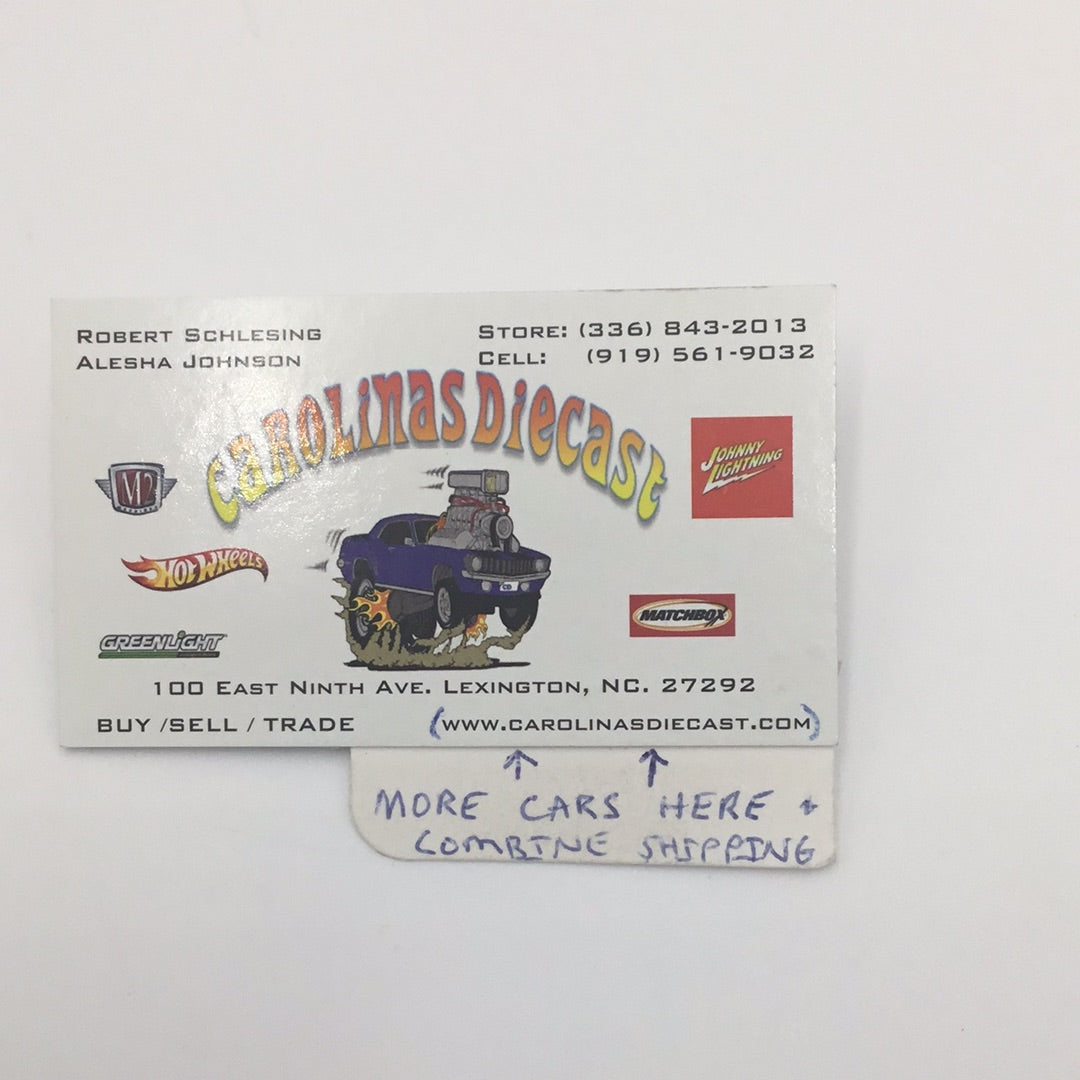 ROBERT SCHLESING
ALESHA JOHNSON
STORE: (336) 843-2013
CELL: (919) 561-9032
CAROLINAS DIECAST
M2
JOHNNY
LIGHTNING
HOT WHEELS
MATCHBOX
GREENLIGHT
100 EAST NINTH AVE. LEXINGTON, NC. 27292
BUY /SELL / TRADE
(WWW.CAROLINASDIECAST.COM)
↑ ↑
MORE CARS HERE +
COMBINE SHIPPING